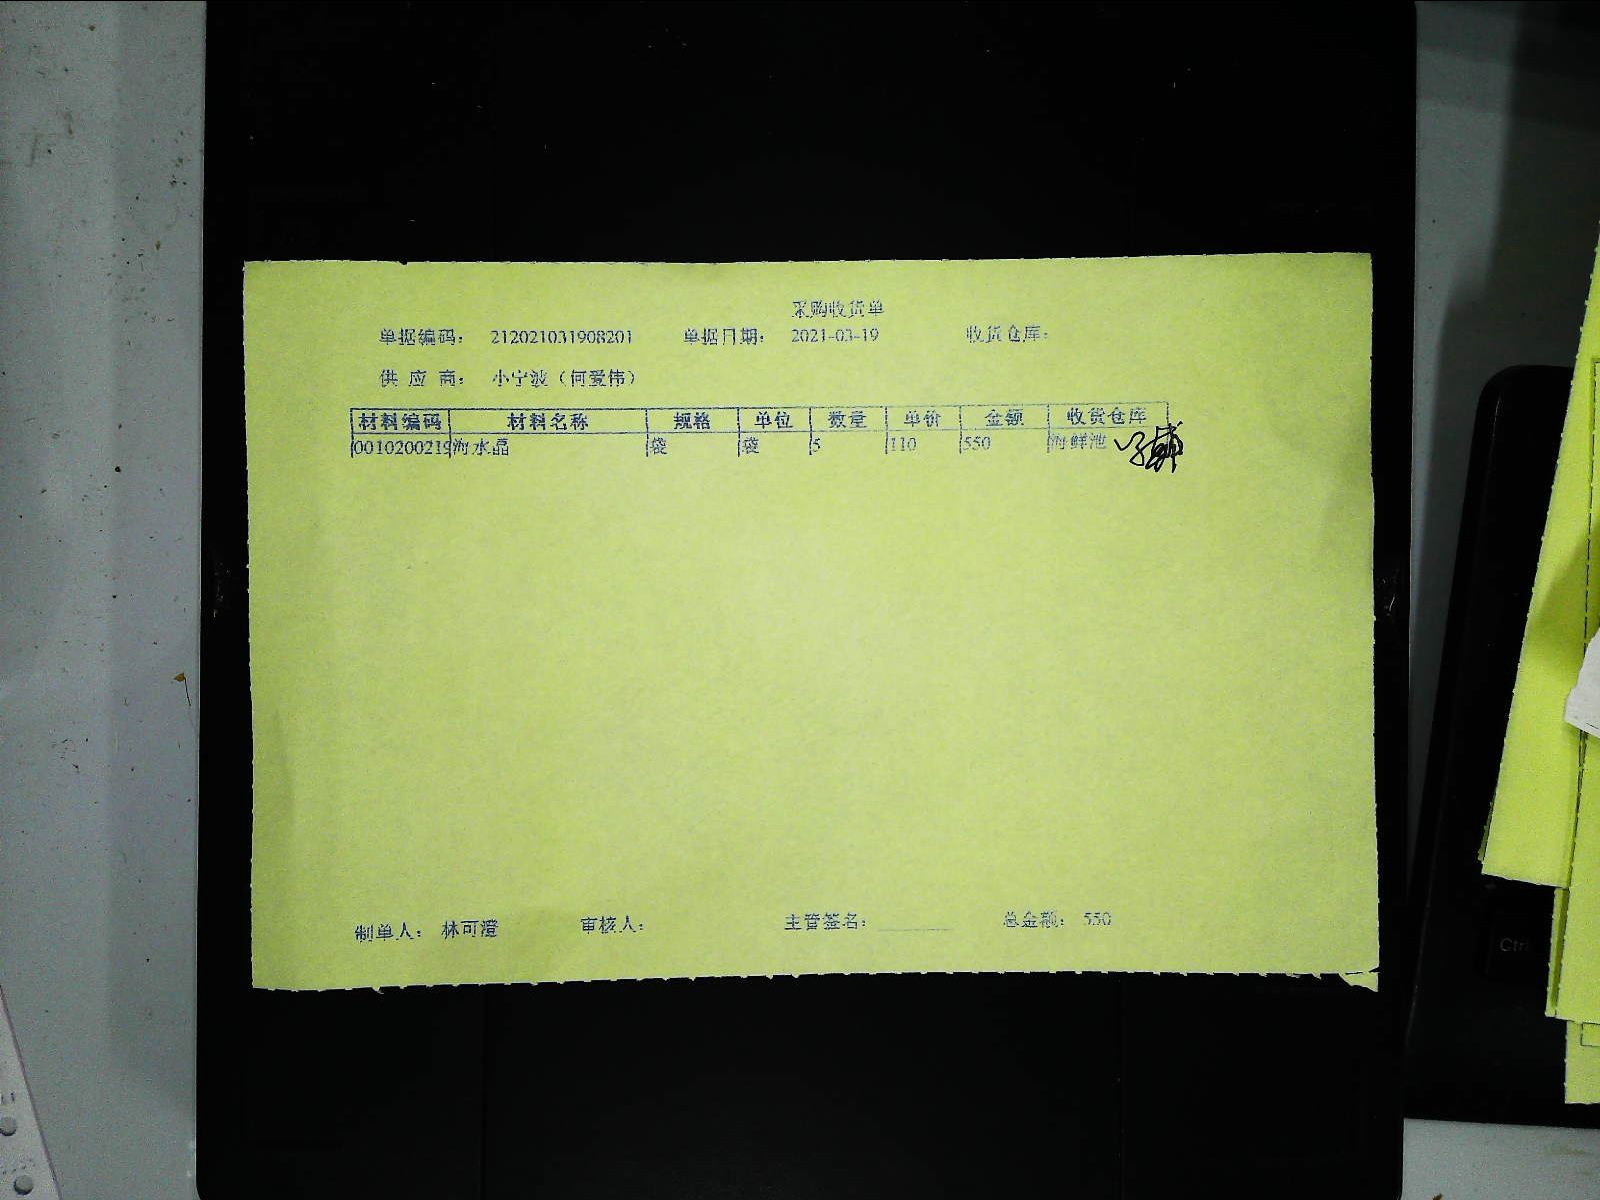 采购收货单
单据编码： 212021031908201 单据日期： 2021-03-19 收货仓库：
供 应 商： 小宁波（何爱伟）
材料编码 材料名称 规格 单位 数量 单价 金额 收货仓库
0010200219 海水晶 袋 袋 5 110 550 海鲜池
制单人： 林可澄 审核人： 主管签名： 总金额： 550
Ctrl